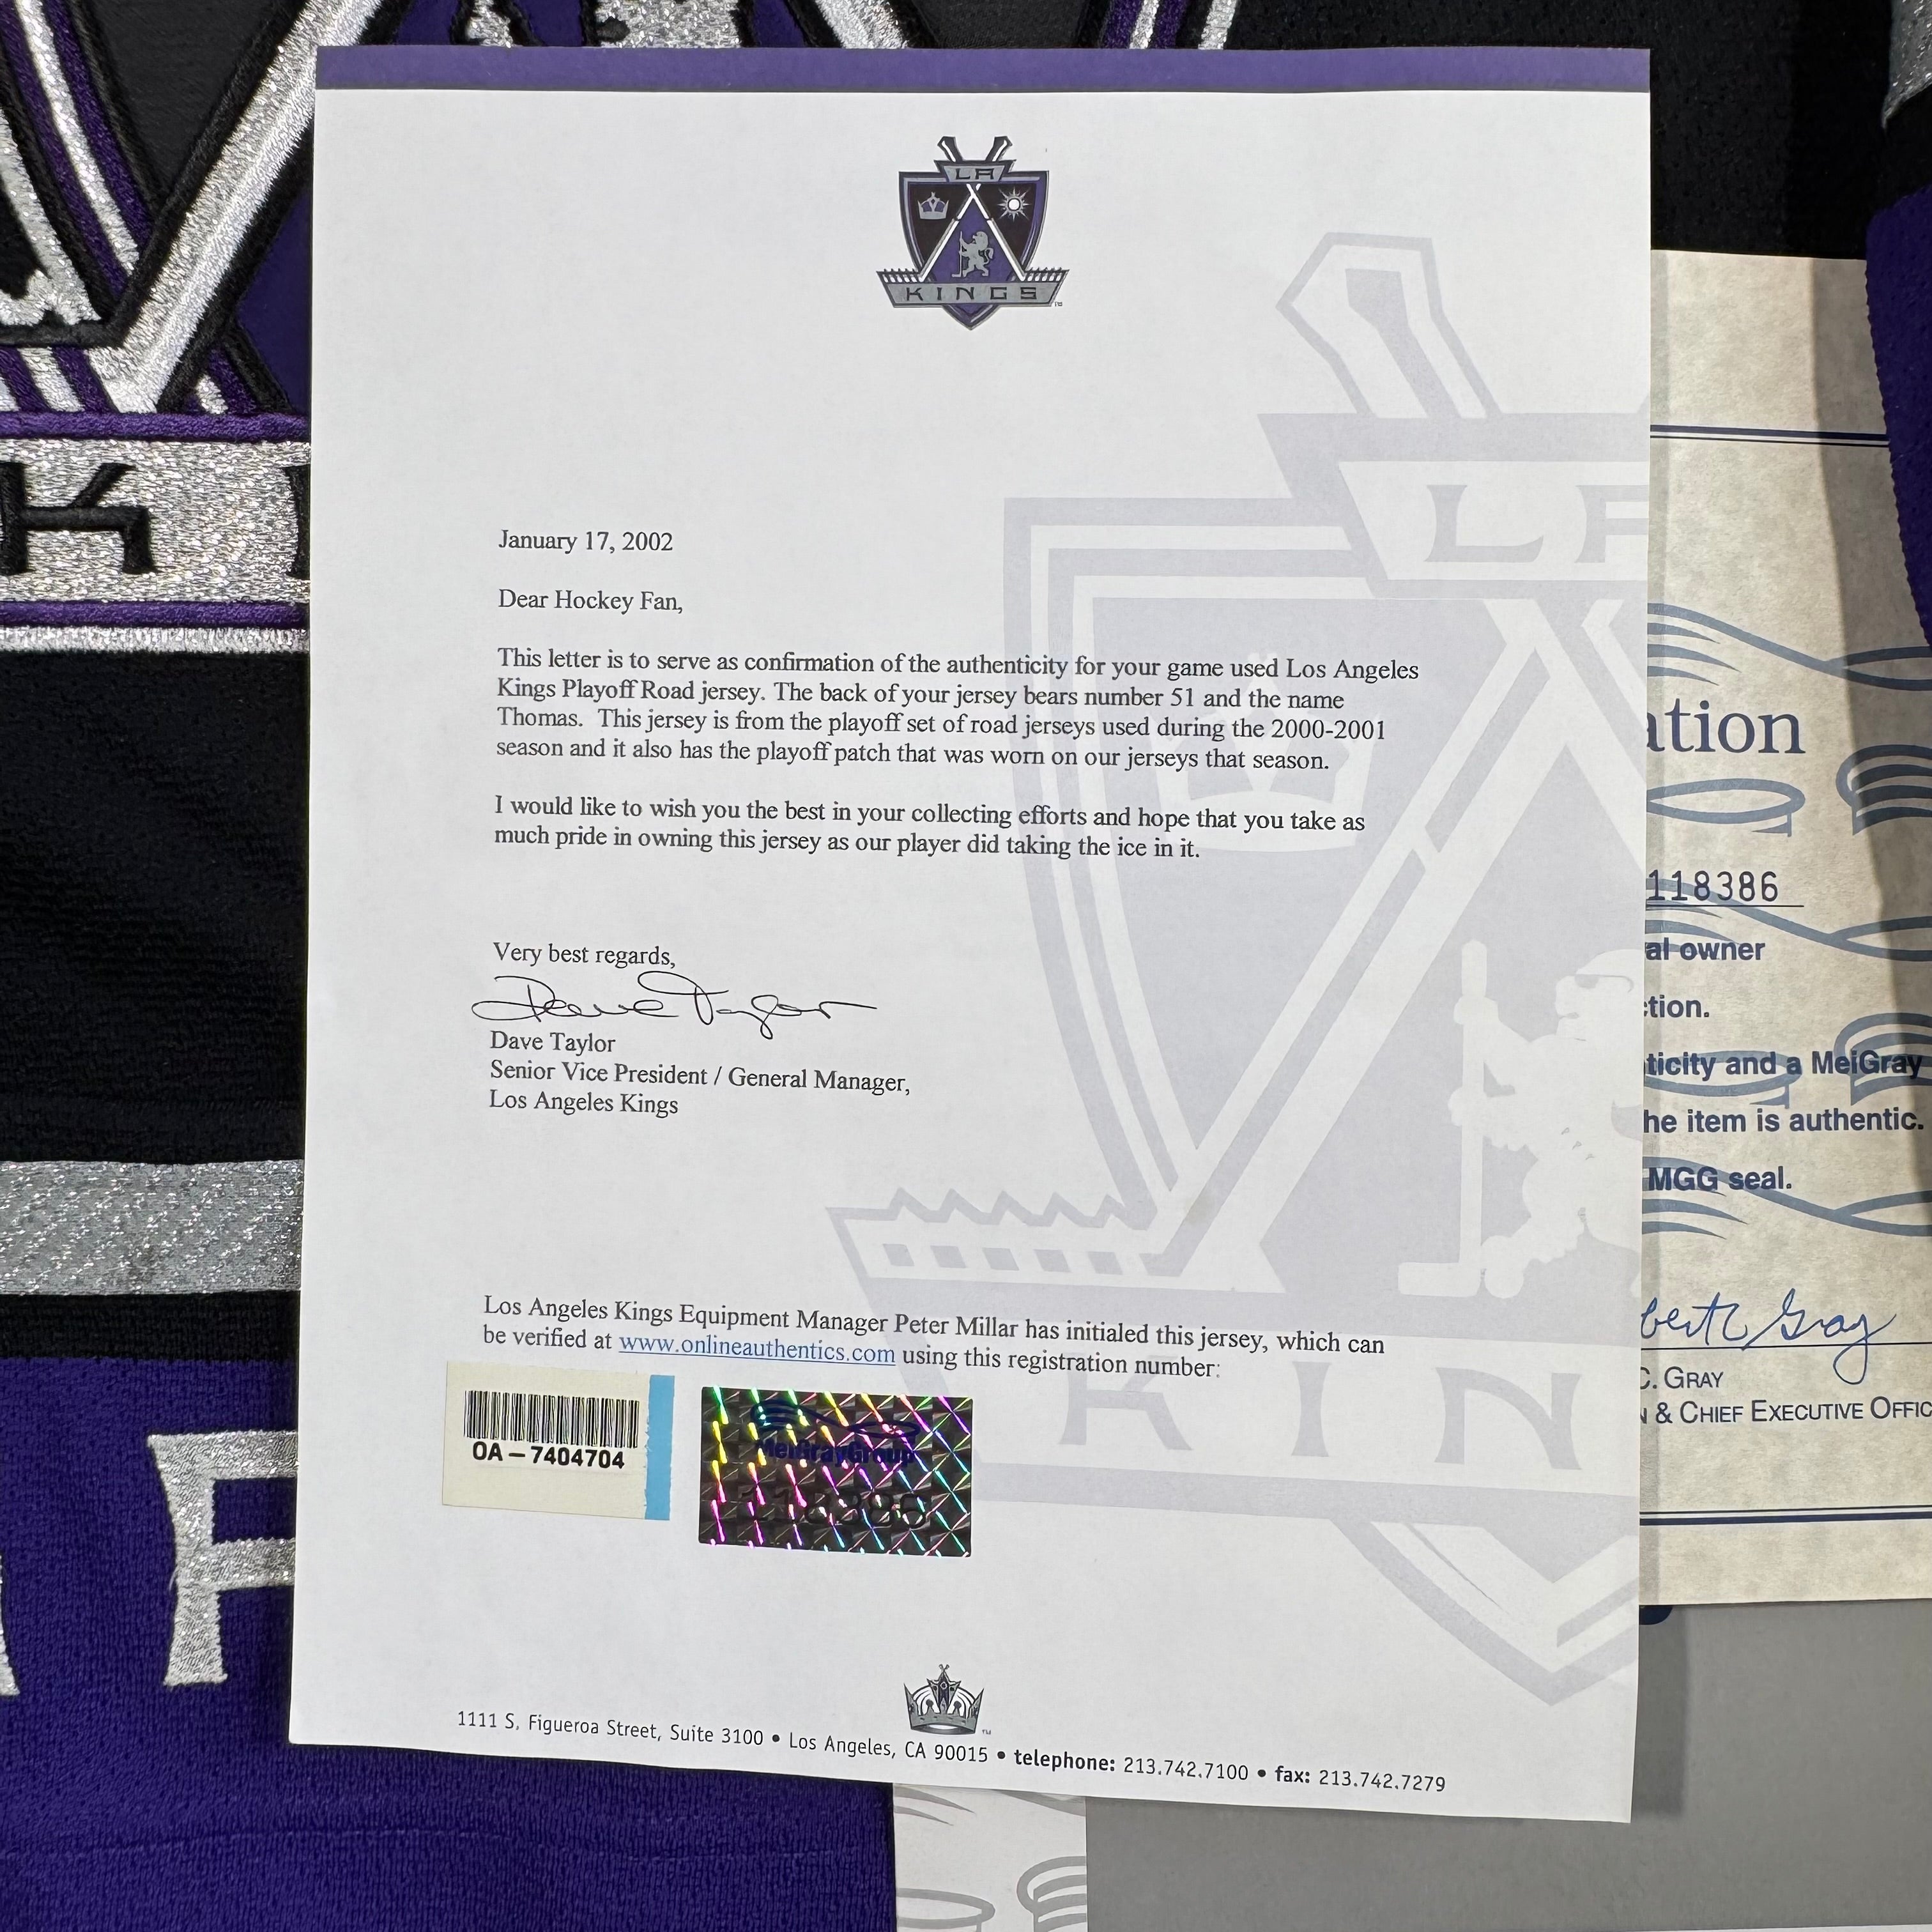 LA
KINGS
January 17, 2002
Dear Hockey Fan,
This letter is to serve as confirmation of the authenticity for your game used Los Angeles
Kings Playoff Road jersey. The back of your jersey bears number 51 and the name
Thomas. This jersey is from the playoff set of road jerseys used during the 2000-2001
season and it also has the playoff patch that was worn on our jerseys that season.
I would like to wish you the best in your collecting efforts and hope that you take as
much pride in owning this jersey as our player did taking the ice in it.
Very best regards,
Dave Taylor
Dave Taylor
Senior Vice President / General Manager,
Los Angeles Kings
Los Angeles Kings Equipment Manager Peter Millar has initialed this jersey, which can
be verified at www.onlineauthentics.com using this registration number:
OA-7404704
MeiGrayGroup
118386
1111 S. Figueroa Street, Suite 3100 • Los Angeles, CA 90015 • telephone: 213.742.7100 • fax: 213.742.7279
LA
KIN
K
ation
118386
al owner
ction.
ticity and a MeiGray
he item is authentic.
MGG seal.
bert C Gray
C. GRAY
N & CHIEF EXECUTIVE OFFIC